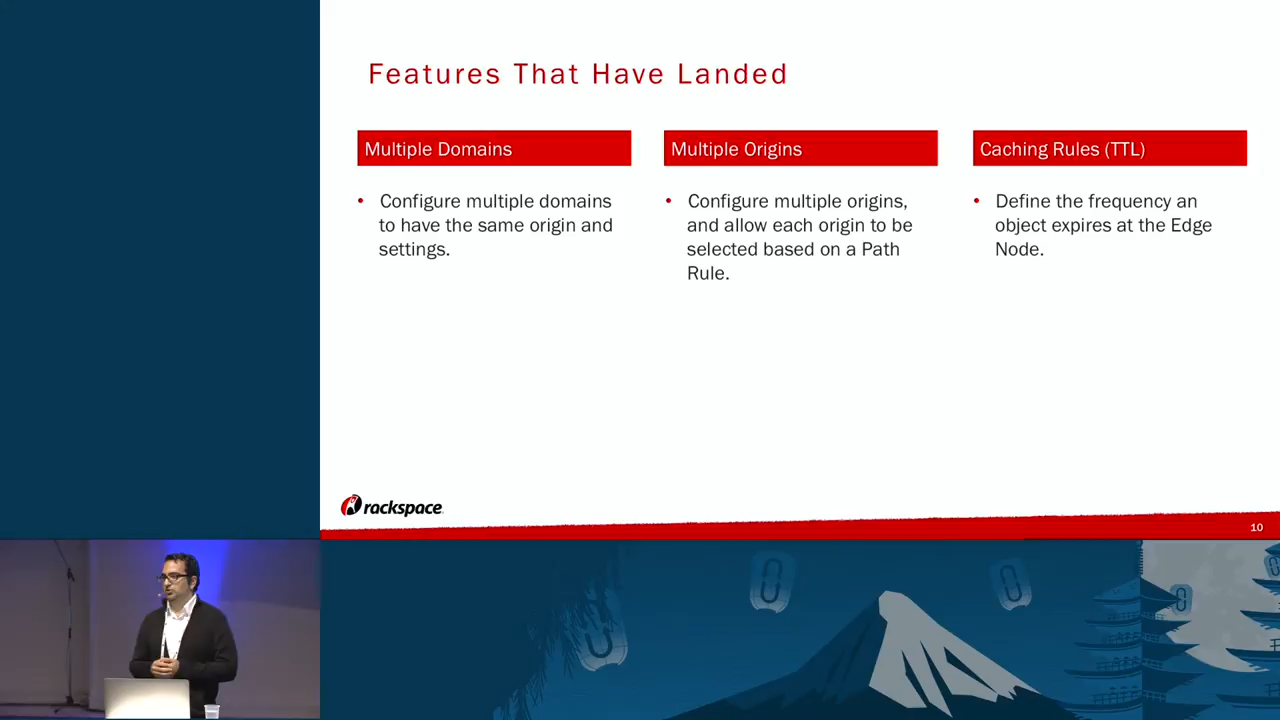 Features That Have Landed
Multiple Domains
• Configure multiple domains
to have the same origin and
settings.
Multiple Origins
• Configure multiple origins,
and allow each origin to be
selected based on a Path
Rule.
Caching Rules (TTL)
• Define the frequency an
object expires at the Edge
Node.
rackspace
10